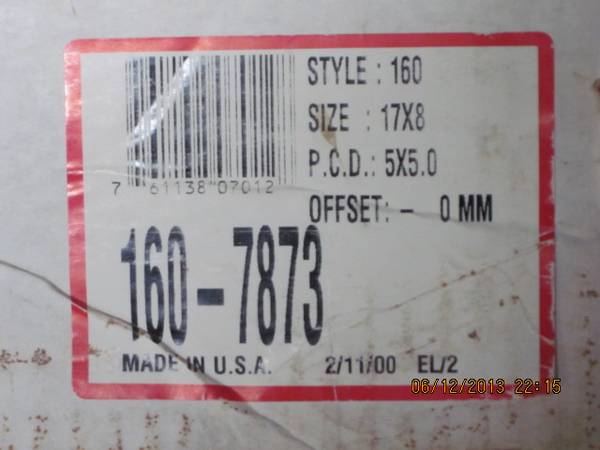 STYLE : 160
SIZE : 17X8
P.C.D.: 5X5.0
OFFSET: – 0 MM
7 61138 07012
160-7873
MADE IN U.S.A. 2/11/00 EL/2
06/12/2013 22:15